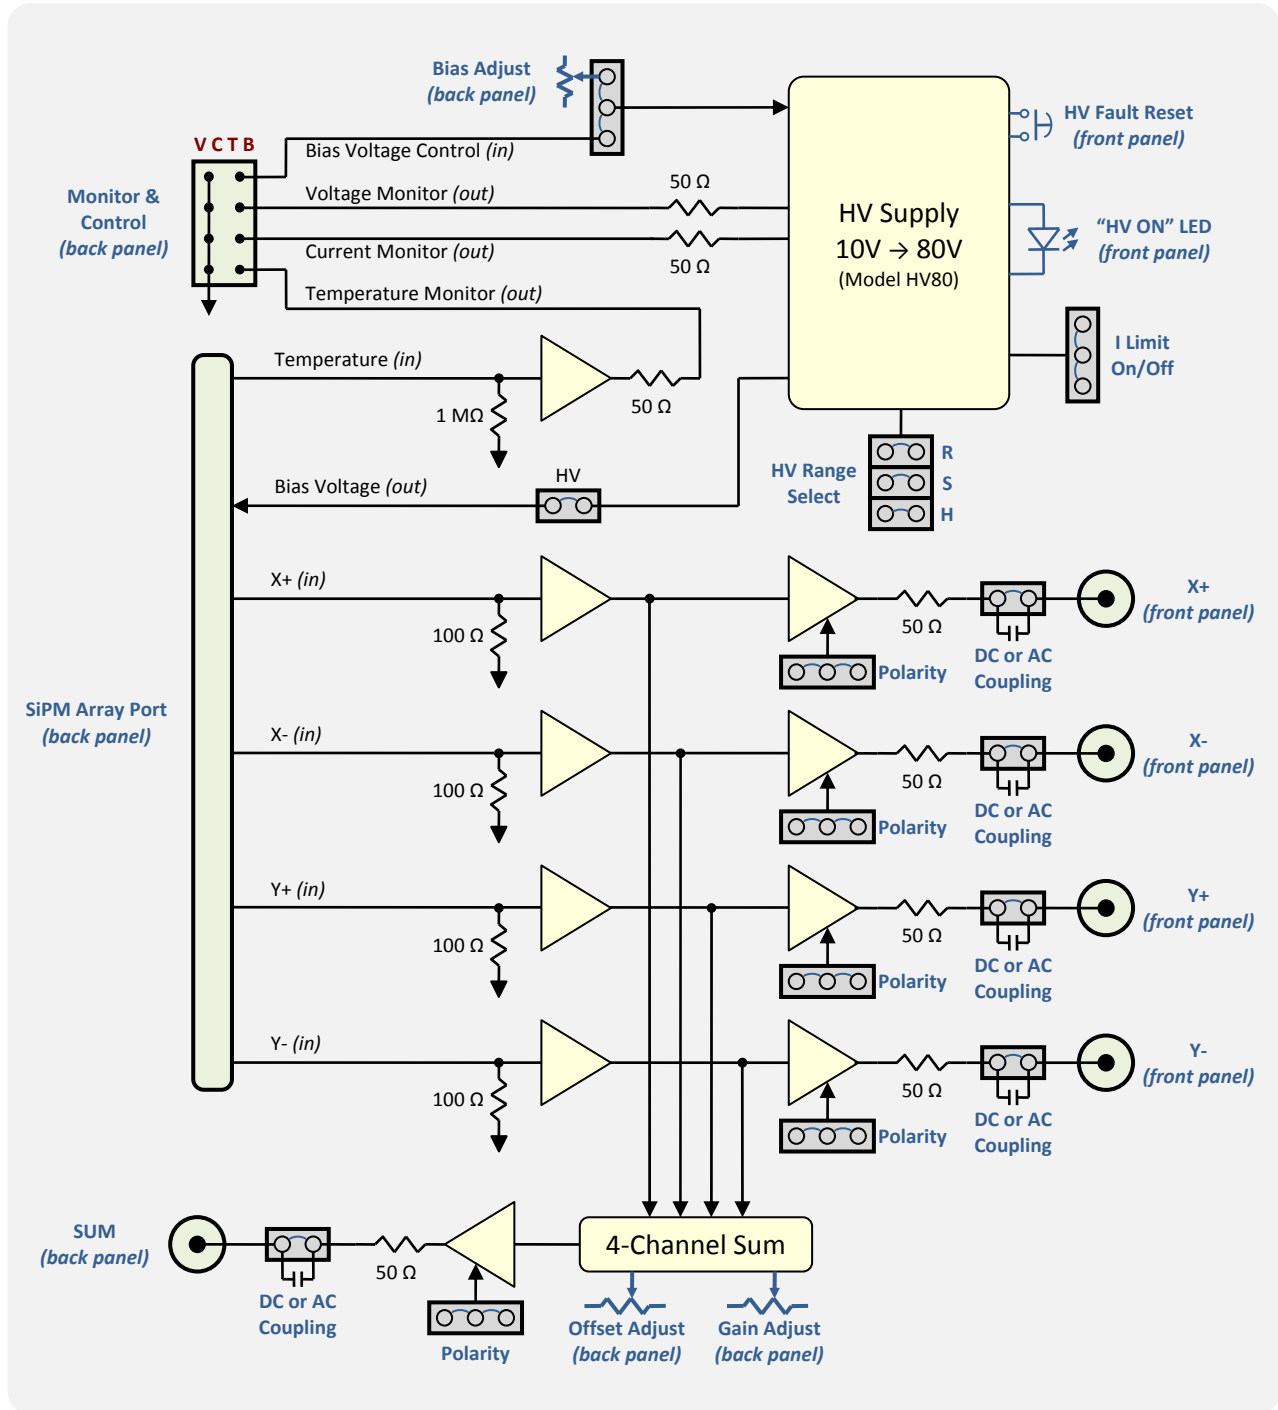 Bias Adjust
(back panel)
HV Fault Reset
(front panel)
V C T B
Bias Voltage Control (in)
Monitor &
Control
(back panel)
Voltage Monitor (out)
50 Ω
Current Monitor (out)
50 Ω
Temperature Monitor (out)
HV Supply
10V → 80V
(Model HV80)
“HV ON” LED
(front panel)
I Limit
On/Off
Temperature (in)
1 MΩ
50 Ω
HV Range
Select
R
S
H
Bias Voltage (out)
HV
SiPM Array Port
(back panel)
X+ (in)
100 Ω
Polarity
50 Ω
DC or AC
Coupling
X+
(front panel)
X- (in)
100 Ω
Polarity
50 Ω
DC or AC
Coupling
X-
(front panel)
Y+ (in)
100 Ω
Polarity
50 Ω
DC or AC
Coupling
Y+
(front panel)
Y- (in)
100 Ω
Polarity
50 Ω
DC or AC
Coupling
Y-
(front panel)
SUM
(back panel)
DC or AC
Coupling
50 Ω
Polarity
4-Channel Sum
Offset Adjust
(back panel)
Gain Adjust
(back panel)